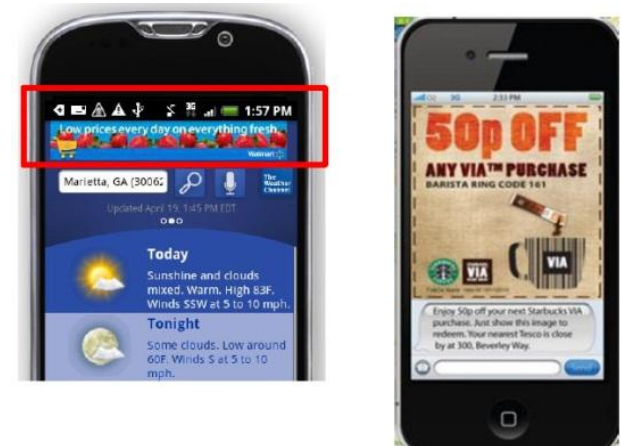 3G 1:57 PM
Low prices every day on everything fresh.
Walmart
Marietta, GA (30062
The
Weather
Channel
Updated April 19, 1:45 PM EDT
Today
Sunshine and clouds
mixed. Warm. High 83F.
Winds SSW at 5 to 10 mph.
Tonight
Some clouds. Low around
60F. Winds S at 5 to 10
mph.
3G 2:53 PM
50p OFF
ANY VIA™ PURCHASE
BARISTA RING CODE 161
VIA
VIA
Enjoy 50p off your next Starbucks VIA
purchase. Just show this image to
redeem. Your nearest Tesco is close
by at 300, Beverley Way.
Send